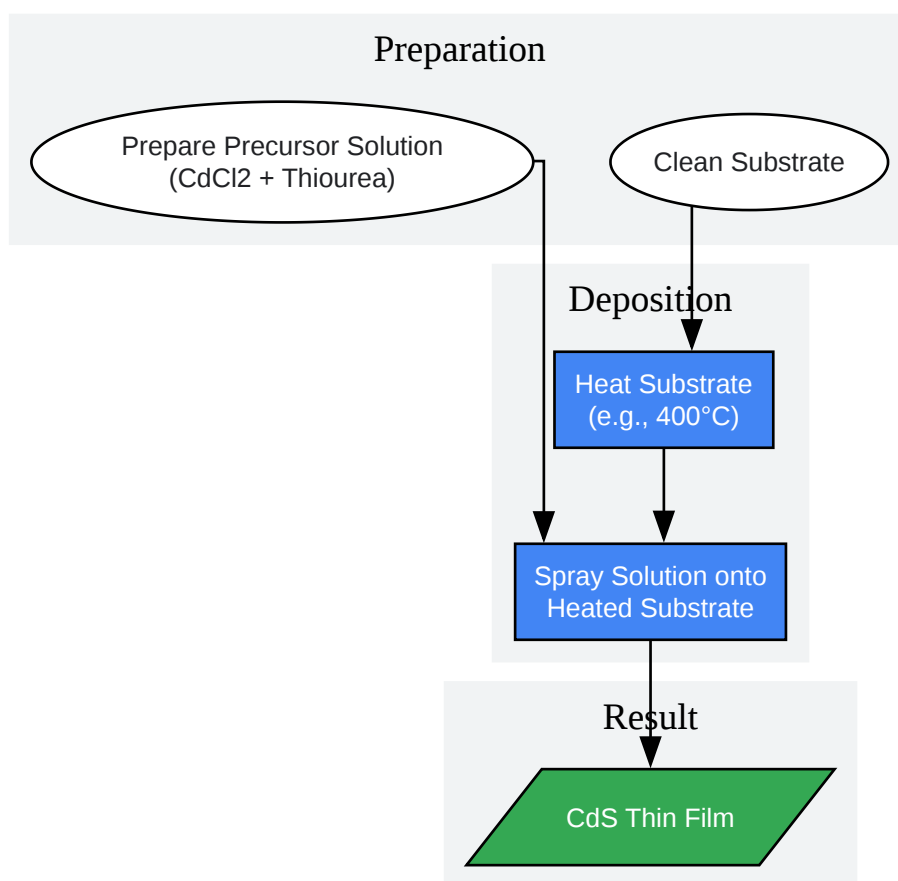 Preparation
Prepare Precursor Solution
(CdCl2 + Thiourea)
Clean Substrate
Deposition
Heat Substrate
(e.g., 400°C)
Spray Solution onto
Heated Substrate
Result
CdS Thin Film